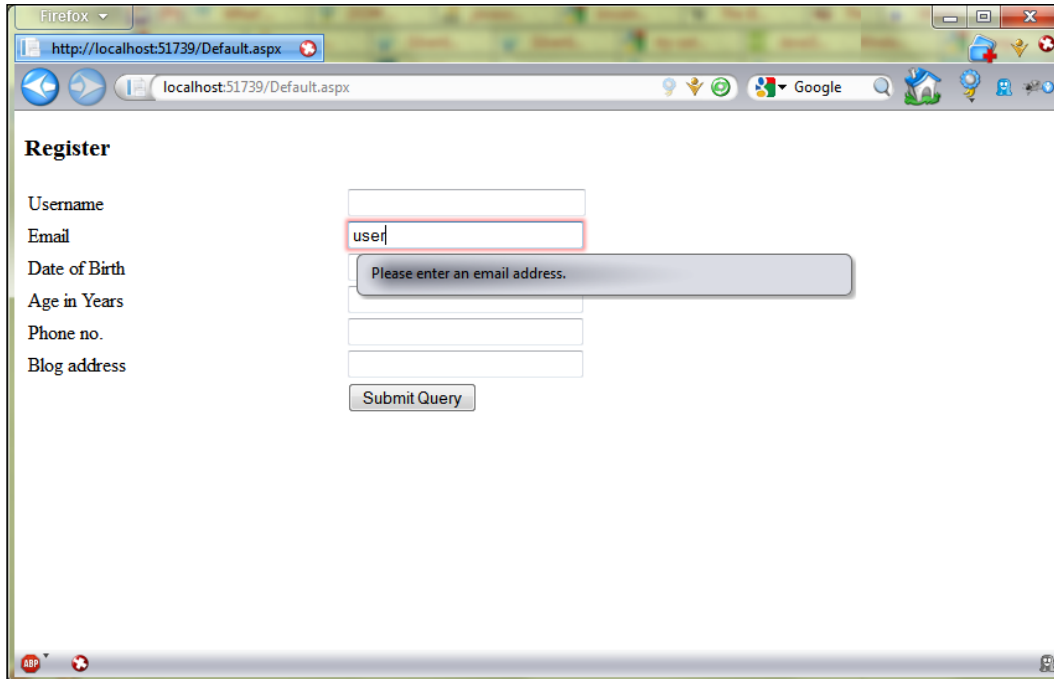 Firefox
http://localhost:51739/Default.aspx
localhost:51739/Default.aspx
Google
Register
Username
Email
user
Date of Birth
Please enter an email address.
Age in Years
Phone no.
Blog address
Submit Query
ABP